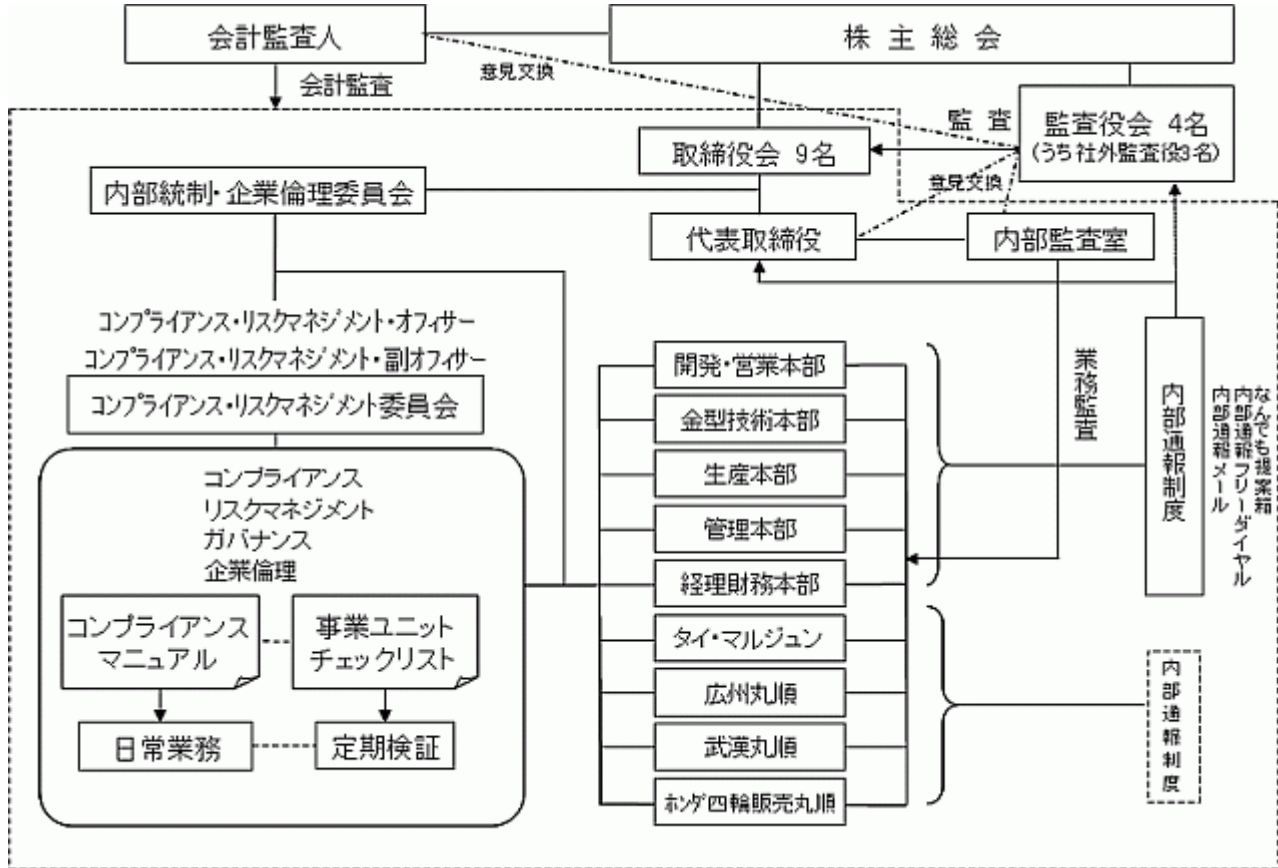 会計監査人
株主総会
会計監査
意見交換
監査
監査役会 4名
(うち社外監査役3名)
取締役会 9名
内部統制・企業倫理委員会
意見交換
代表取締役
内部監査室
コンプライアンス・リスクマネジメント・オフィサー
コンプライアンス・リスクマネジメント・副オフィサー
コンプライアンス・リスクマネジメント委員会
コンプライアンス
リスクマネジメント
ガバナンス
企業倫理
コンプライアンス
マニュアル
事業ユニット
チェックリスト
日常業務
定期検証
開発・営業本部
金型技術本部
生産本部
管理本部
経理財務本部
タイ・マルジュン
広州丸順
武漢丸順
ホンダ四輪販売丸順
業務監査
内部通報制度
なんでも提案箱
内部通報フリーダイヤル
内部通報メール
内部通報制度